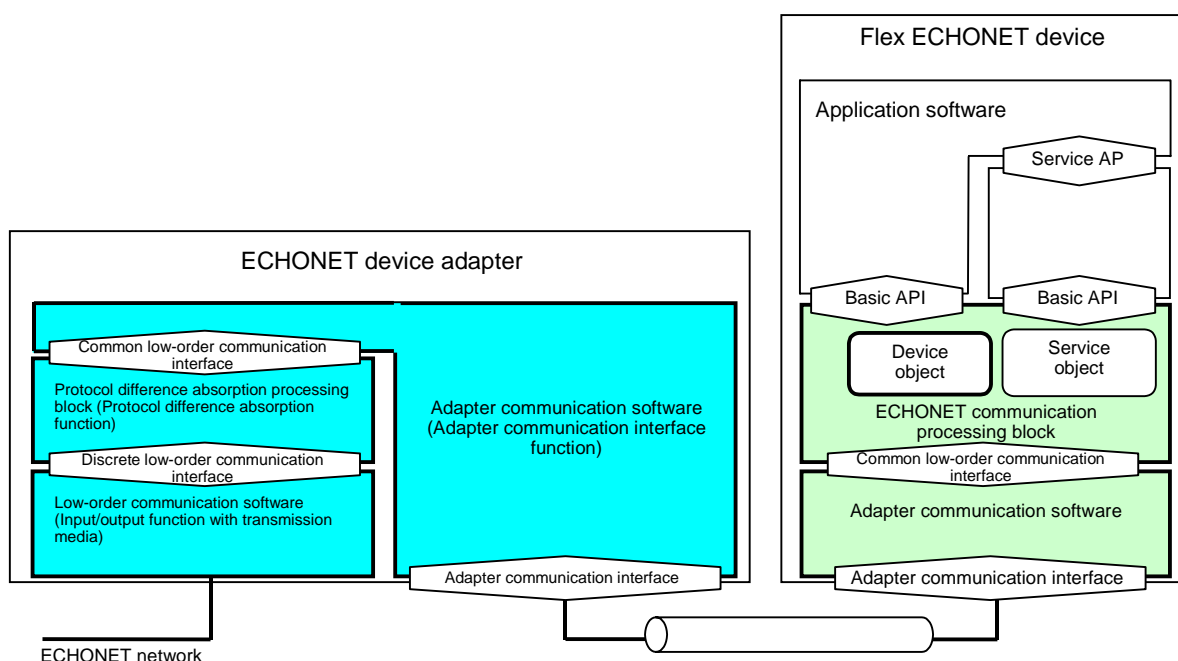 Flex ECHONET device
Application software
Service AP
ECHONET device adapter
Basic API
Basic API
Common low-order communication
interface
Device
object
Service
object
Protocol difference absorption processing
block (Protocol difference absorption
function)
Adapter communication software
(Adapter communication interface
function)
ECHONET communication
processing block
Discrete low-order communication
interface
Common low-order communication
interface
Low-order communication software
(Input/output function with transmission
media)
Adapter communication software
Adapter communication interface
Adapter communication interface
ECHONET network